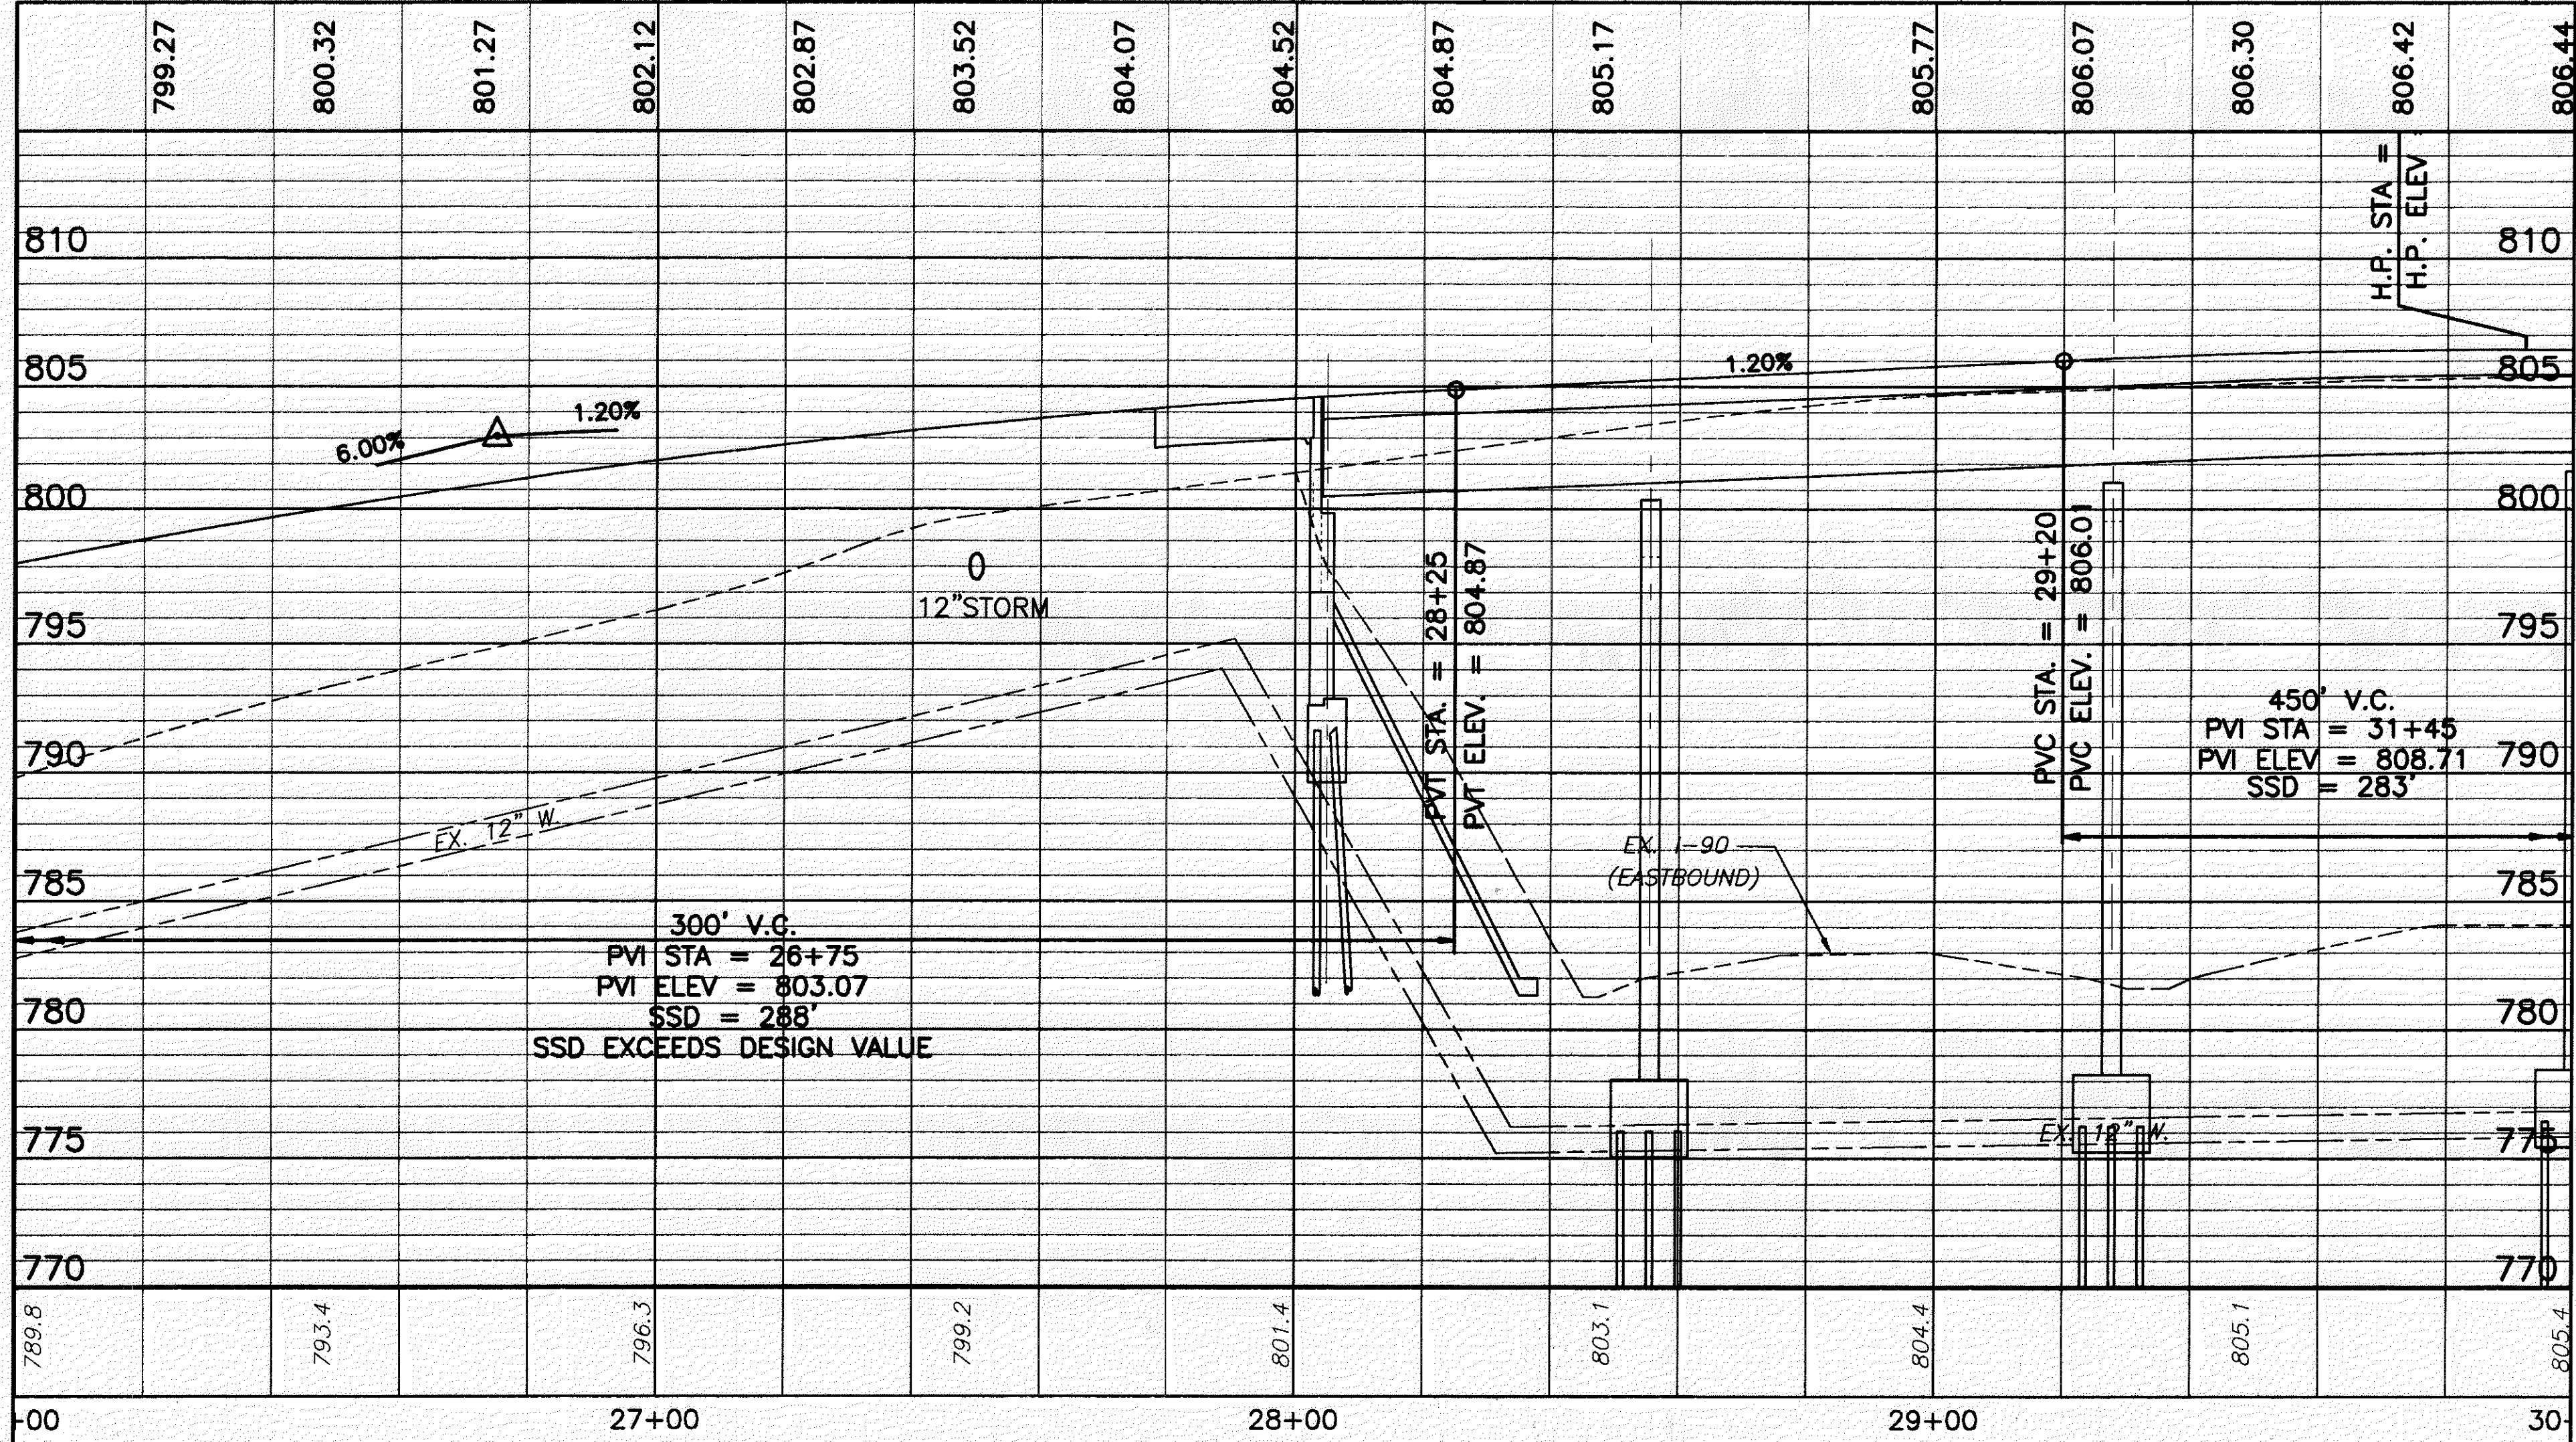 799.27
800.32
801.27
802.12
802.87
803.52
804.07
804.52
804.87
805.17
805.77
806.07
806.30
806.42
806.44
H.P. STA =
H.P. ELEV
810
810
805
805
1.20%
6.00%
1.20%
800
800
0
12"STORM
795
795
PVT STA. = 28+25
PVT ELEV. = 804.87
PVC STA. = 29+20
PVC ELEV. = 806.01
450' V.C.
PVI STA = 31+45
PVI ELEV = 808.71
SSD = 283'
790
790
EX. 12" W.
EX. I-90
(EASTBOUND)
785
785
300' V.C.
PVI STA = 26+75
PVI ELEV = 803.07
SSD = 288'
SSD EXCEEDS DESIGN VALUE
780
780
775
EX. 12" W.
775
770
770
789.8
793.4
796.3
799.2
801.4
803.1
804.4
805.1
805.4
+00
27+00
28+00
29+00
30